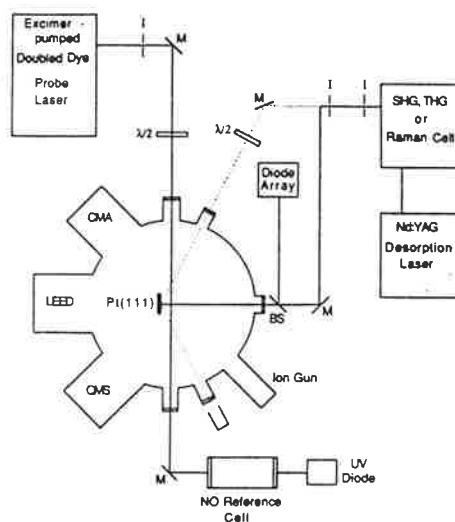 Excimer -
pumped
Doubled Dye
Probe
Laser
I
M
λ/2
M
λ/2
I
I
SHG, THG
or
Raman Cell
Diode
Array
Nd:YAG
Desorption
Laser
CMA
LEED
Pt(111)
BS
M
QMS
Ion Gun
M
NO Reference
Cell
UV
Diode